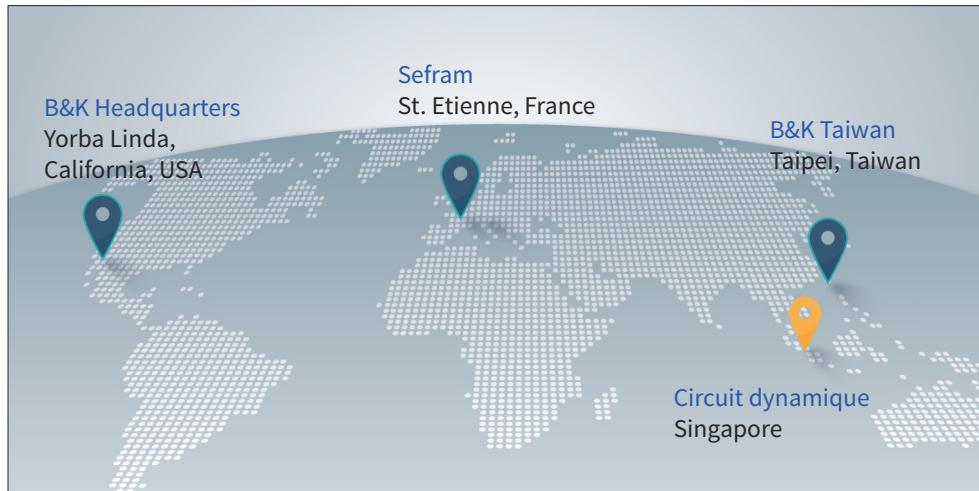 B&K Headquarters
Yorba Linda,
California, USA
Sefram
St. Etienne, France
B&K Taiwan
Taipei, Taiwan
Circuit dynamique
Singapore